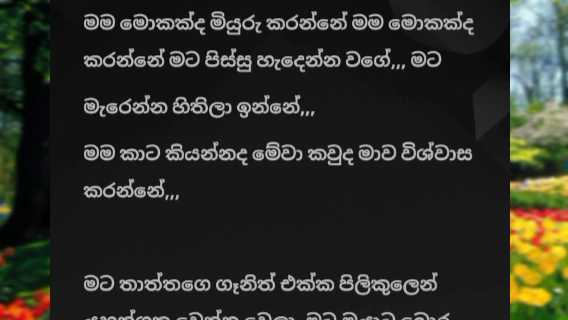 මම මොකක්ද මියුරු කරන්නේ මම මොකක්ද
කරන්නේ මට පිස්සු හැදෙන්න වගේ,,, මට
මැරෙන්න හිතිලා ඉන්නේ,,,
මම කාට කියන්නද මේවා කවුද මාව විශ්වාස
කරන්නේ,,,
මට තාත්තගෙ ගෑනිත් එක්ක පිලිකුලෙන්